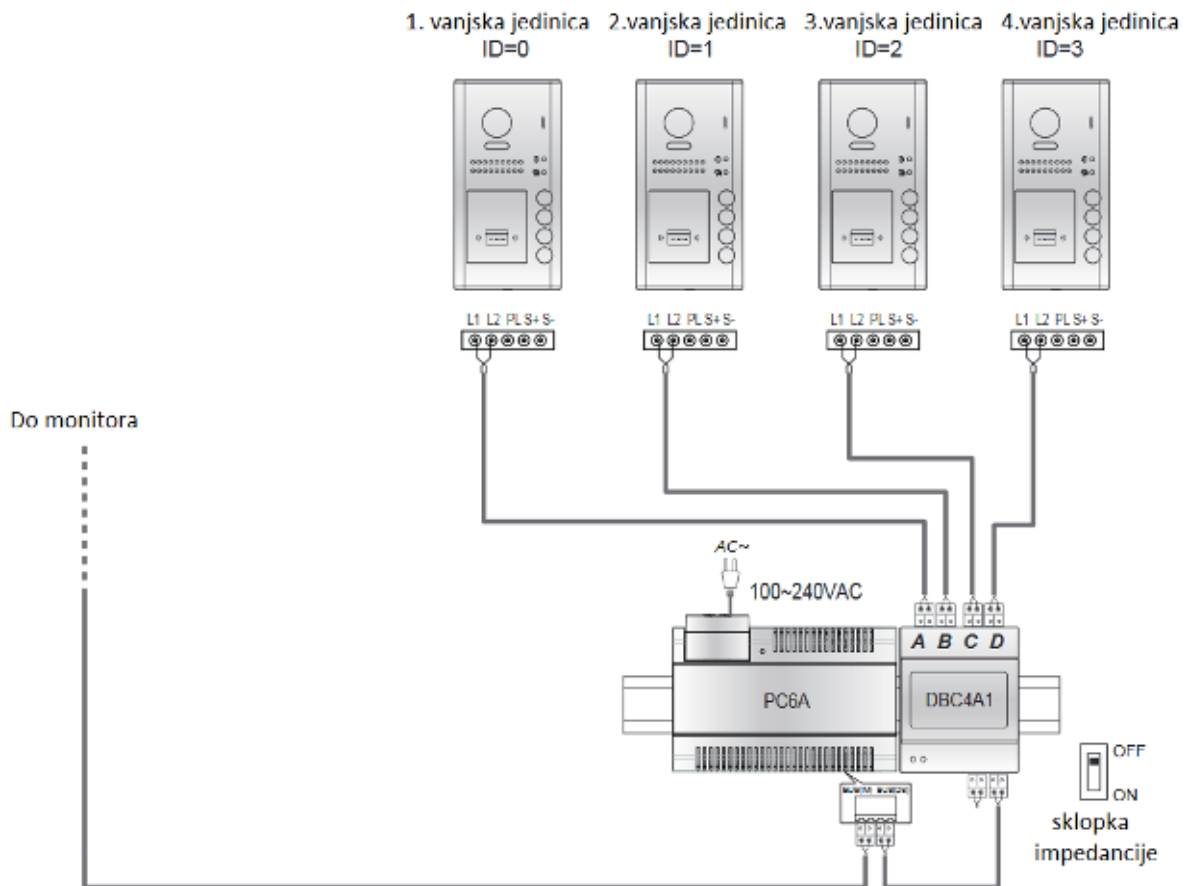 1. vanjska jedinica
ID=0
2.vanjska jedinica
ID=1
3.vanjska jedinica
ID=2
4.vanjska jedinica
ID=3
L1 L2 PL S+ S-
L1 L2 PL S+ S-
L1 L2 PL S+ S-
L1 L2 PL S+ S-
Do monitora
AC~
100~240VAC
A B C D
PC6A
DBC4A1
OFF
ON
sklopka
impedancije